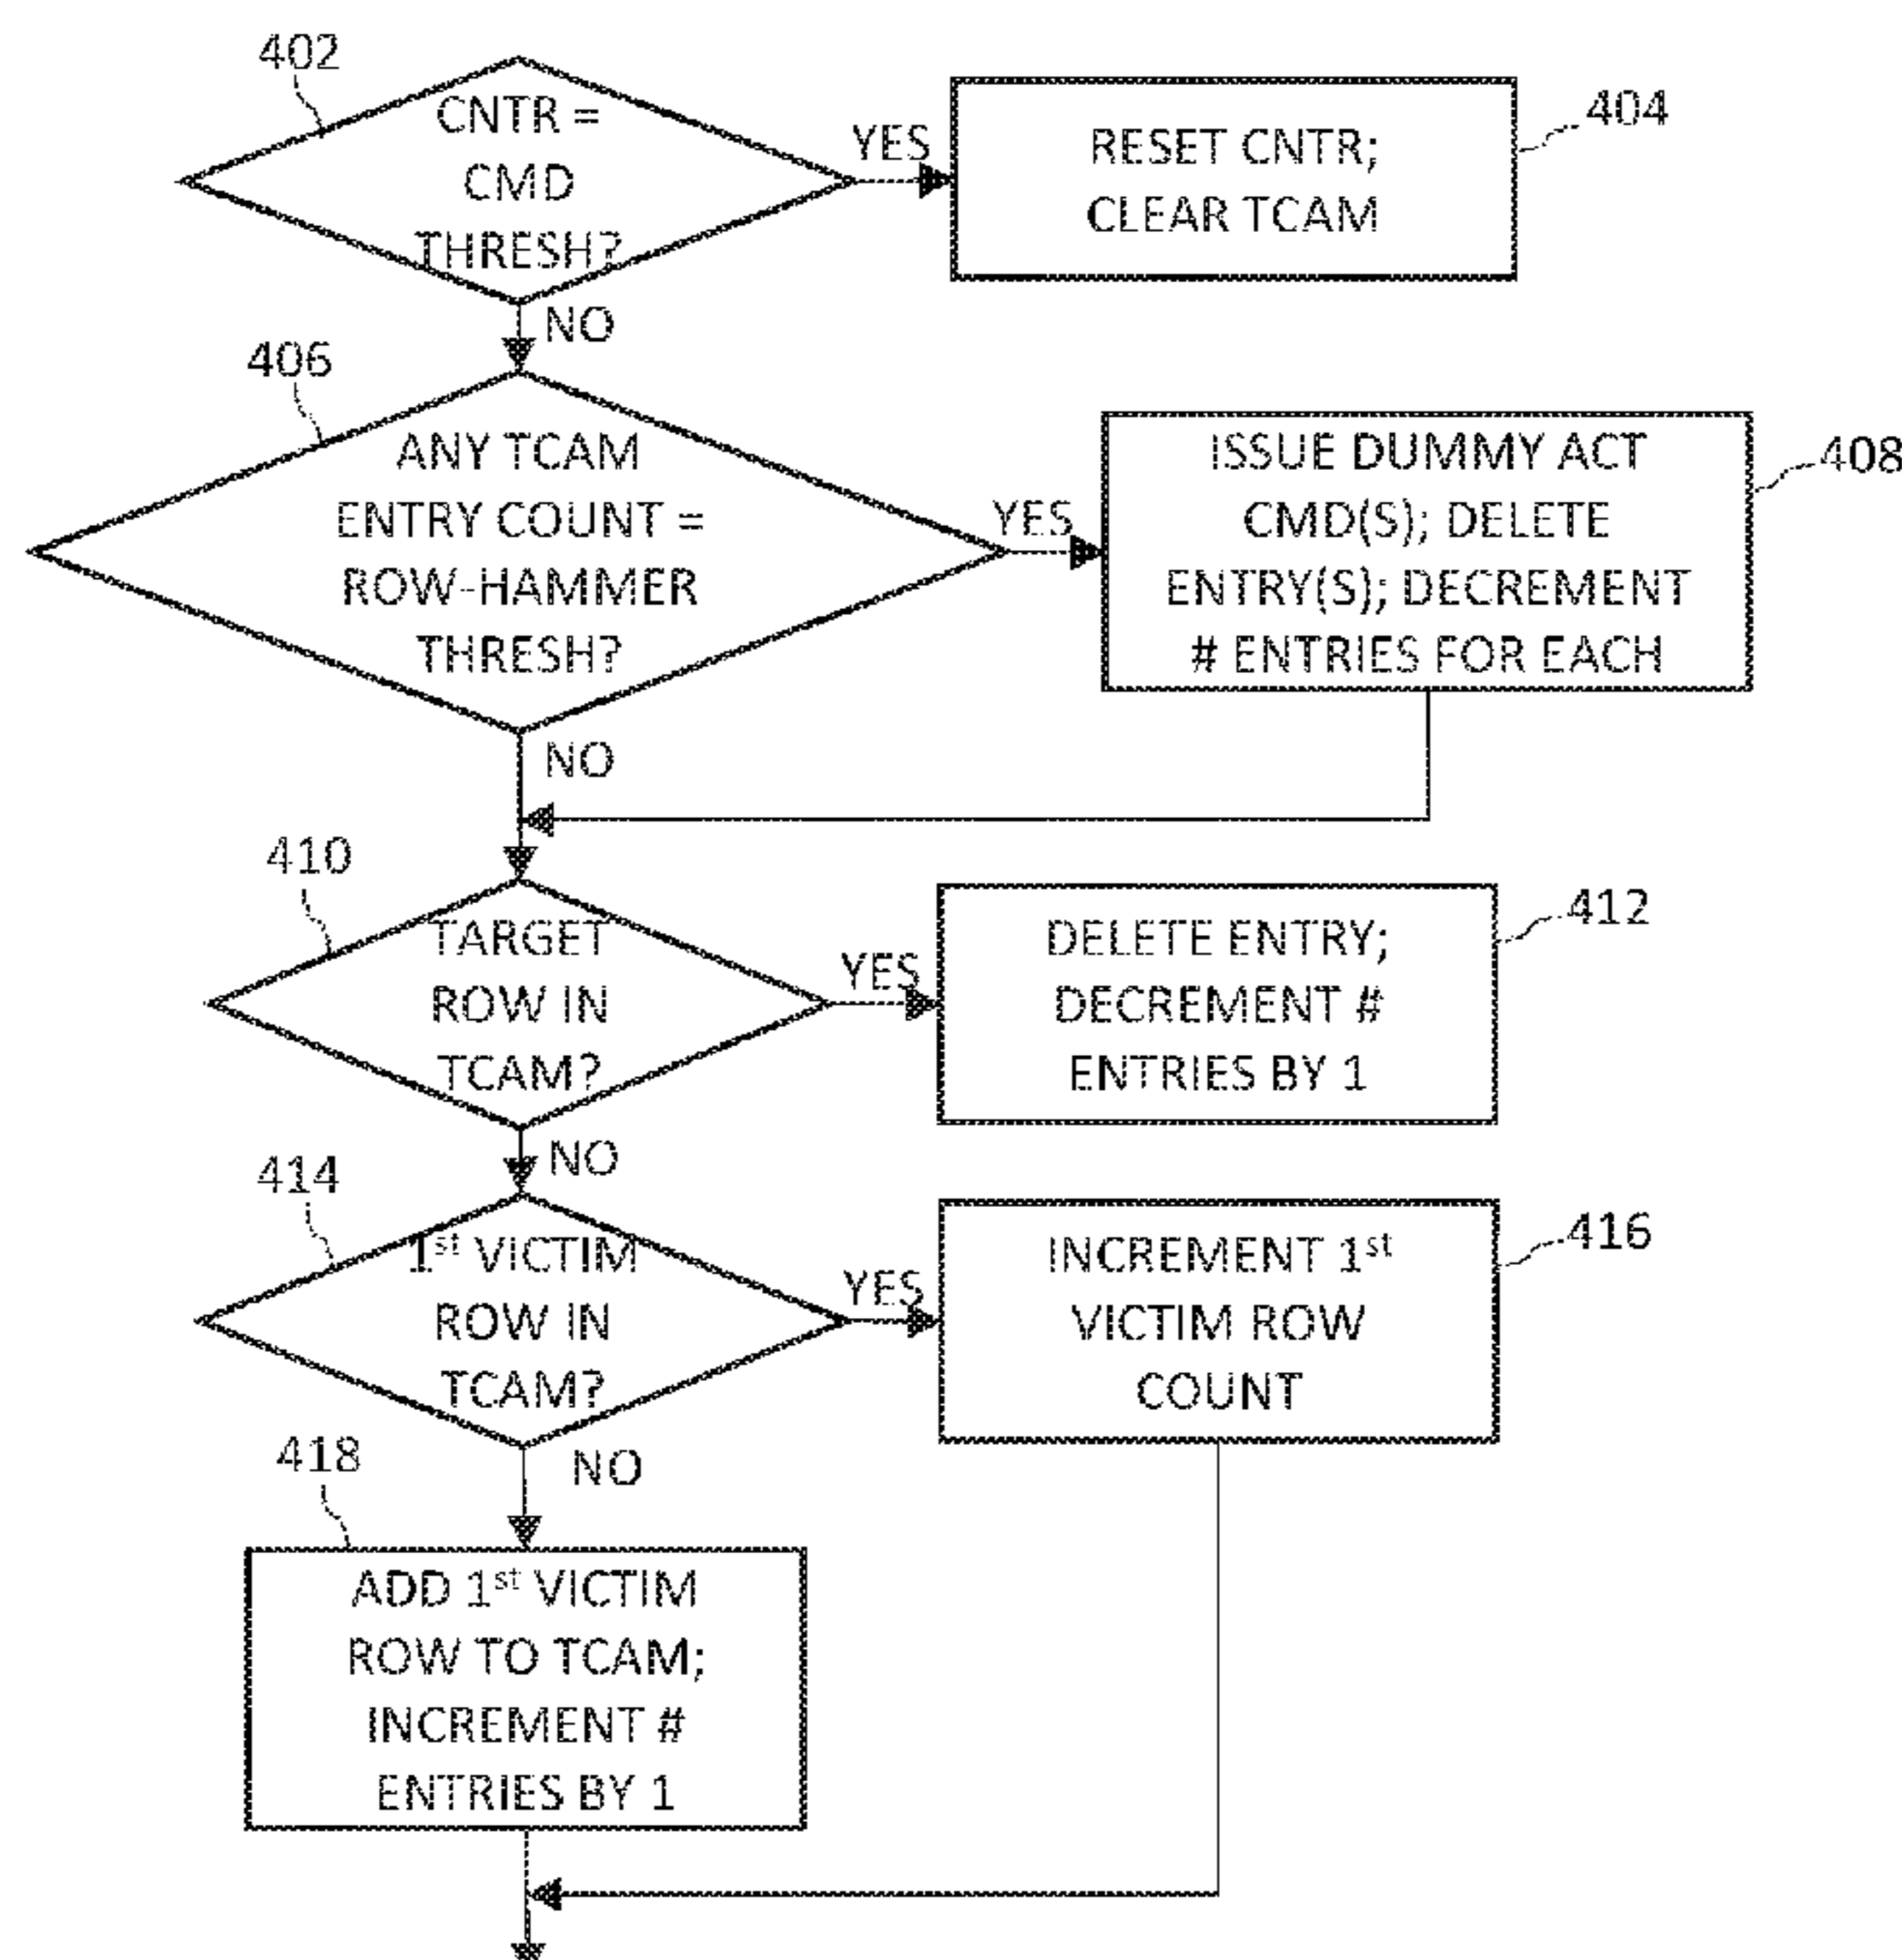 402
CNTR =
CMD
THRESH?
YES
RESET CNTR;
CLEAR TCAM
404
NO
406
ANY TCAM
ENTRY COUNT =
ROW-HAMMER
THRESH?
YES
ISSUE DUMMY ACT
CMD(S); DELETE
ENTRY(S); DECREMENT
# ENTRIES FOR EACH
408
NO
410
TARGET
ROW IN
TCAM?
YES
DELETE ENTRY;
DECREMENT #
ENTRIES BY 1
412
NO
414
1st VICTIM
ROW IN
TCAM?
YES
INCREMENT 1st
VICTIM ROW
COUNT
416
NO
418
ADD 1st VICTIM
ROW TO TCAM;
INCREMENT #
ENTRIES BY 1